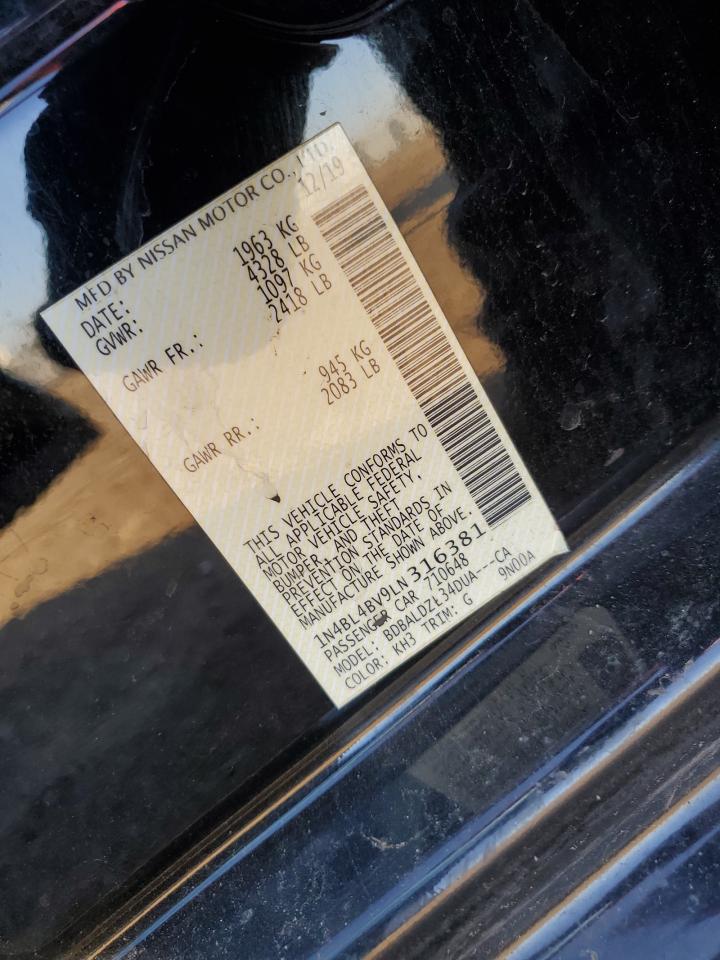 MFD BY NISSAN MOTOR CO., LTD.
DATE: 12/19
GVWR: 1963 KG
4328 LB
GAWR FR.: 1097 KG
2418 LB
GAWR RR.: 945 KG
2083 LB
THIS VEHICLE CONFORMS TO
ALL APPLICABLE FEDERAL
MOTOR VEHICLE SAFETY,
BUMPER, AND THEFT
PREVENTION STANDARDS IN
EFFECT ON THE DATE OF
MANUFACTURE SHOWN ABOVE.
1N4BL4BV9LN316381
PASSENGER CAR 710648
MODEL: BDBALDZL34DUA---CA
COLOR: KH3 TRIM: G 9N00A